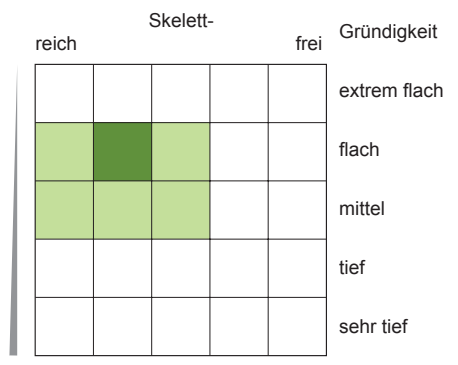 Skelett-
reich
frei
Gründigkeit
extrem flach
flach
mittel
tief
sehr tief